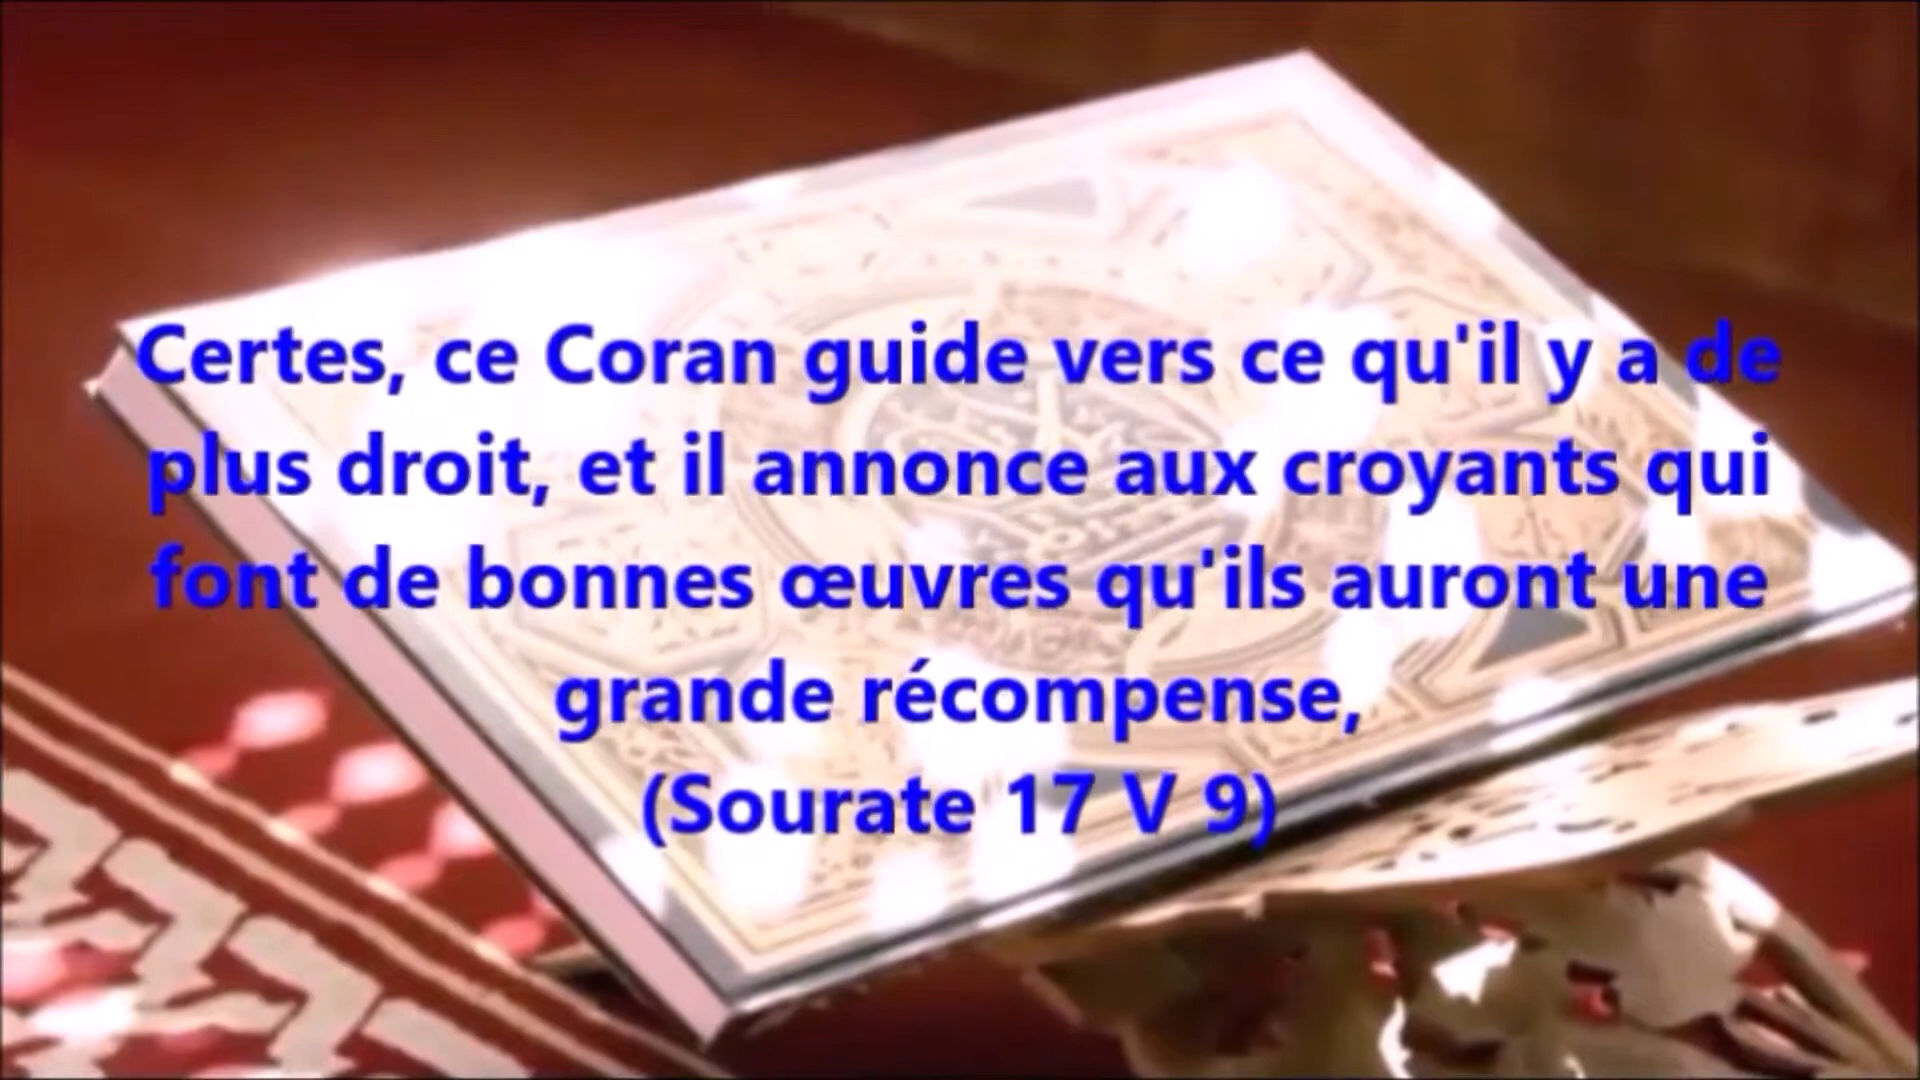 Certes, ce Coran guide vers ce qu'il y a de
plus droit, et il annonce aux croyants qui
font de bonnes œuvres qu'ils auront une
grande récompense,
(Sourate 17 V 9)